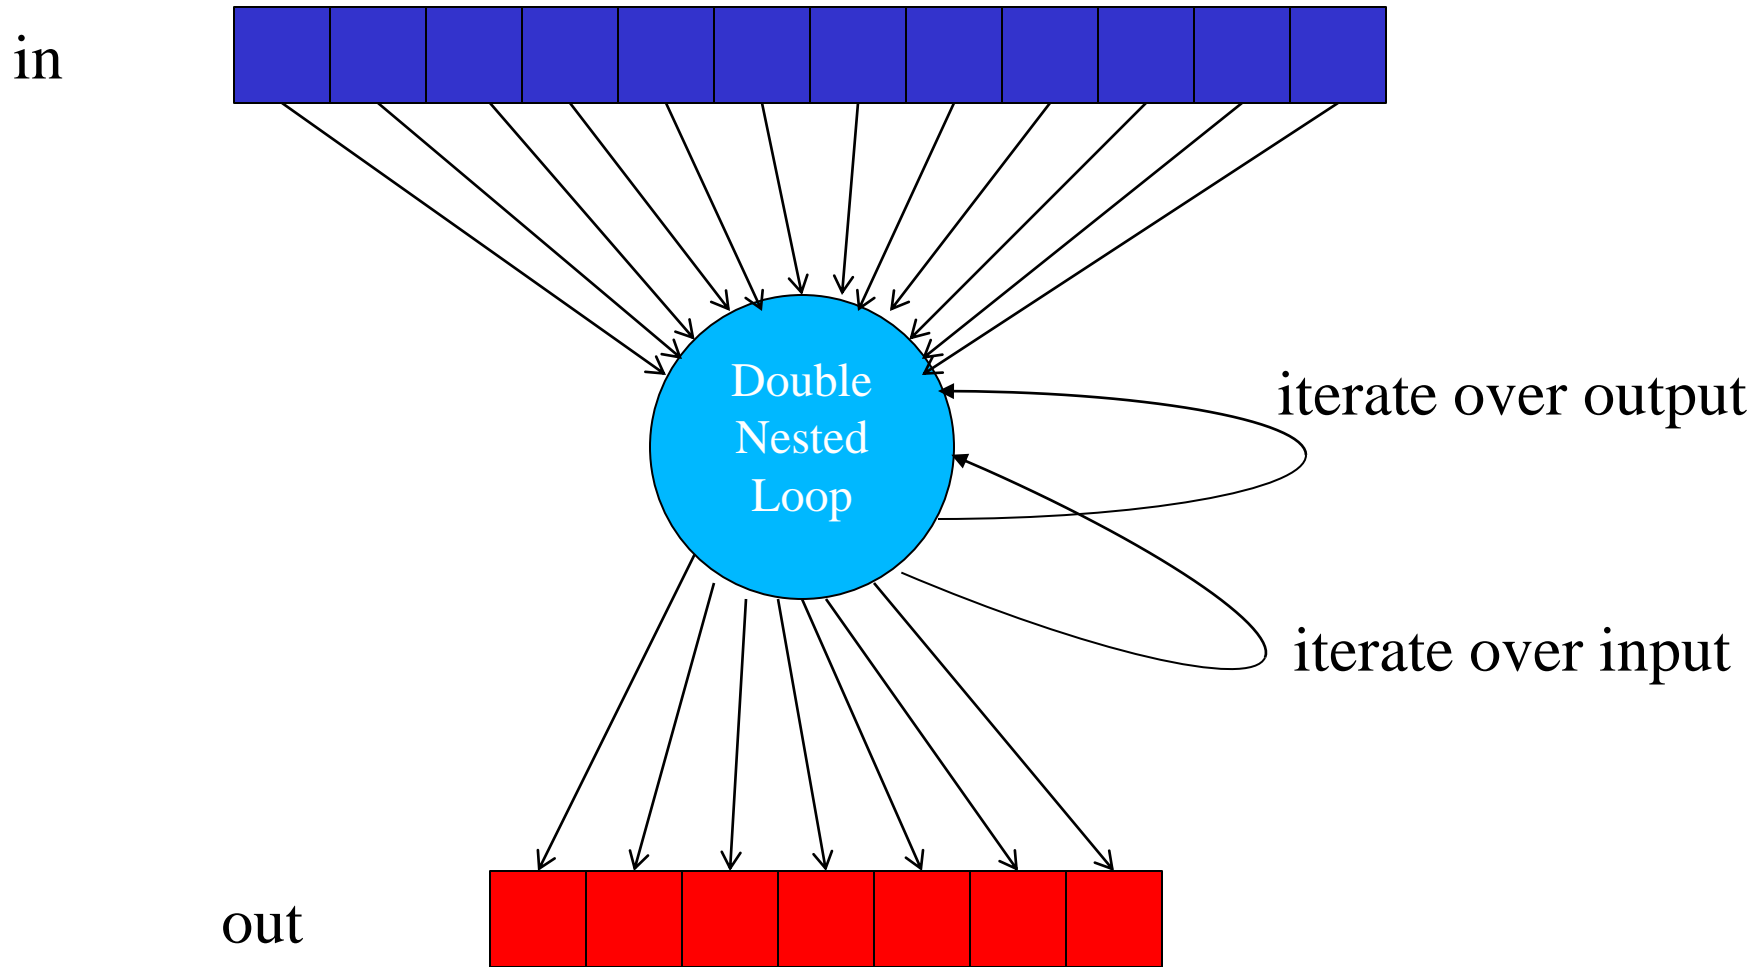 in
Double
Nested
Loop
iterate over output
iterate over input
out